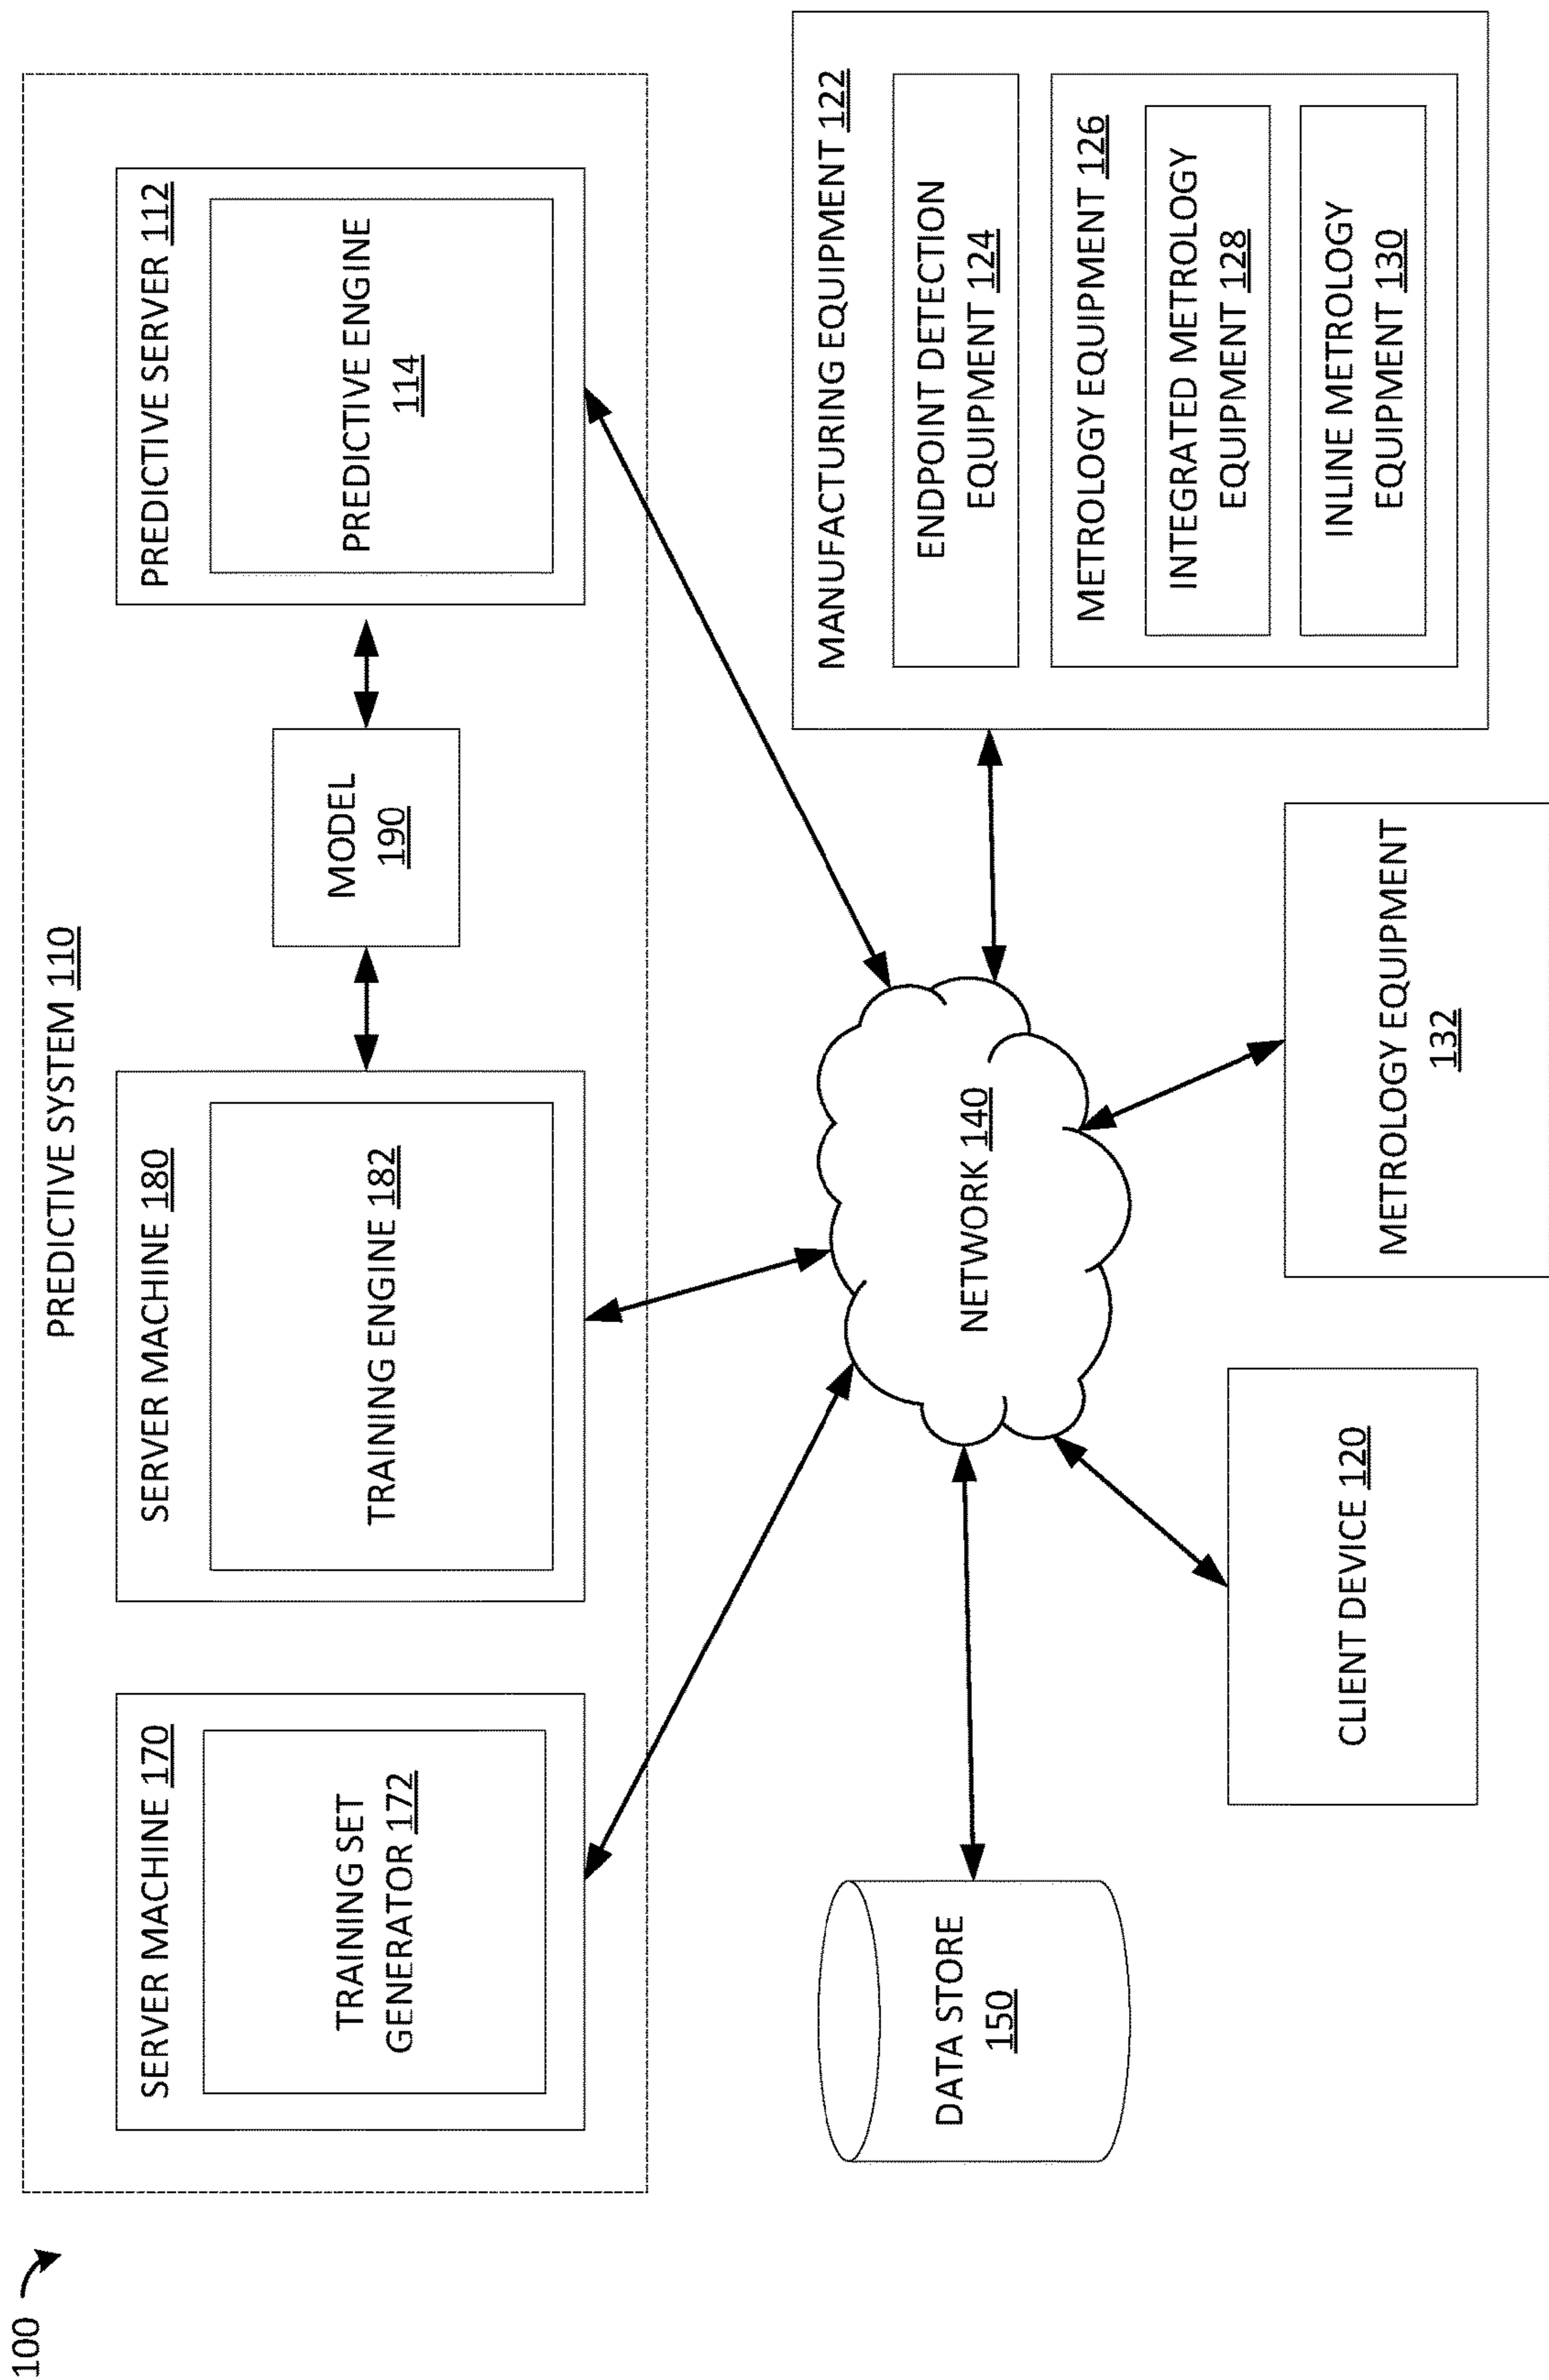 100
PREDICTIVE SYSTEM 110
SERVER MACHINE 170
TRAINING SET
GENERATOR 172
SERVER MACHINE 180
TRAINING ENGINE 182
MODEL
190
PREDICTIVE SERVER 112
PREDICTIVE ENGINE
114
DATA STORE
150
NETWORK 140
CLIENT DEVICE 120
METROLOGY EQUIPMENT
132
MANUFACTURING EQUIPMENT 122
ENDPOINT DETECTION
EQUIPMENT 124
METROLOGY EQUIPMENT 126
INTEGRATED METROLOGY
EQUIPMENT 128
INLINE METROLOGY
EQUIPMENT 130